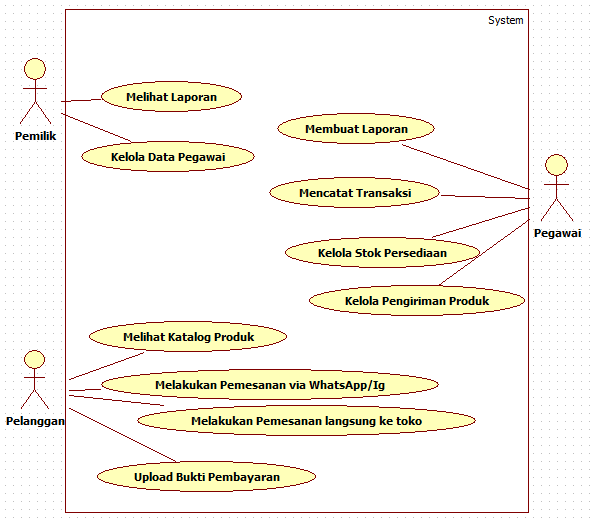 System
Pemilik
Melihat Laporan
Kelola Data Pegawai
Membuat Laporan
Mencatat Transaksi
Kelola Stok Persediaan
Kelola Pengiriman Produk
Pegawai
Melihat Katalog Produk
Melakukan Pemesanan via WhatsApp/Ig
Melakukan Pemesanan langsung ke toko
Upload Bukti Pembayaran
Pelanggan